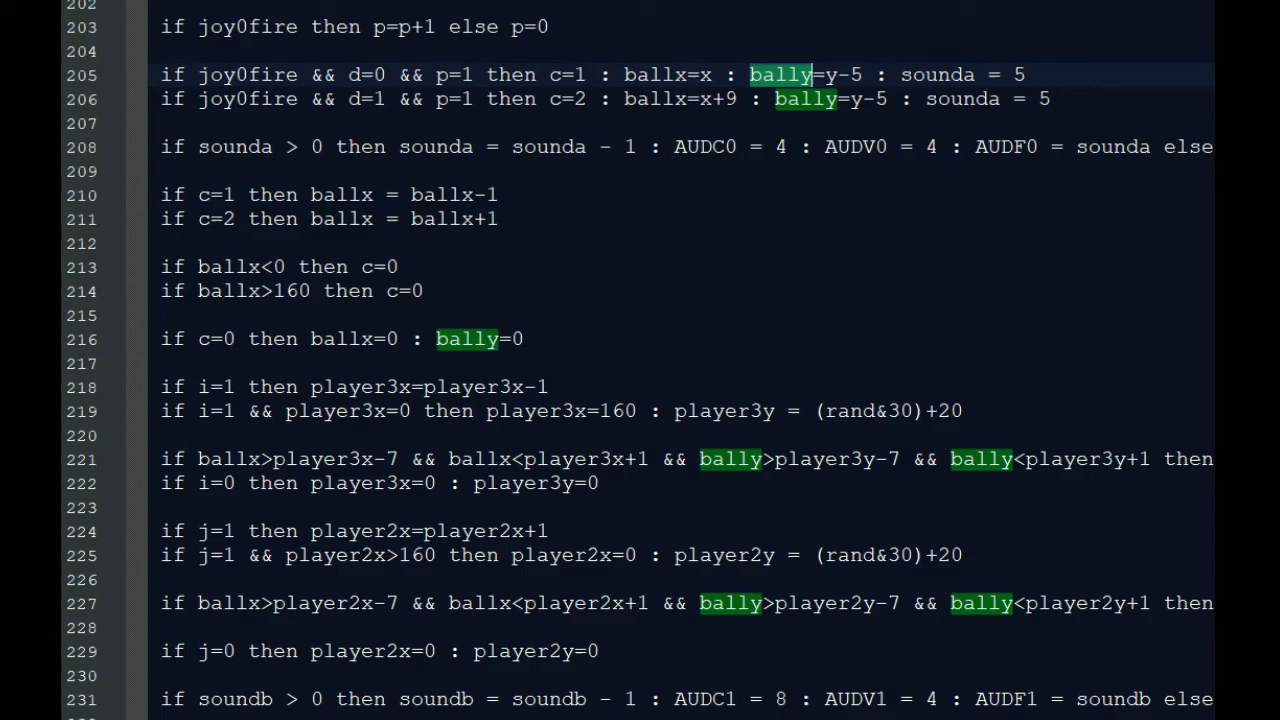 202
203 if joy0fire then p=p+1 else p=0
204
205 if joy0fire && d=0 && p=1 then c=1 : ballx=x : bally=y-5 : sounda = 5
206 if joy0fire && d=1 && p=1 then c=2 : ballx=x+9 : bally=y-5 : sounda = 5
207
208 if sounda > 0 then sounda = sounda - 1 : AUDC0 = 4 : AUDV0 = 4 : AUDF0 = sounda else
209
210 if c=1 then ballx = ballx-1
211 if c=2 then ballx = ballx+1
212
213 if ballx<0 then c=0
214 if ballx>160 then c=0
215
216 if c=0 then ballx=0 : bally=0
217
218 if i=1 then player3x=player3x-1
219 if i=1 && player3x=0 then player3x=160 : player3y = (rand&30)+20
220
221 if ballx>player3x-7 && ballx<player3x+1 && bally>player3y-7 && bally<player3y+1 then
222 if i=0 then player3x=0 : player3y=0
223
224 if j=1 then player2x=player2x+1
225 if j=1 && player2x>160 then player2x=0 : player2y = (rand&30)+20
226
227 if ballx>player2x-7 && ballx<player2x+1 && bally>player2y-7 && bally<player2y+1 then
228
229 if j=0 then player2x=0 : player2y=0
230
231 if soundb > 0 then soundb = soundb - 1 : AUDC1 = 8 : AUDV1 = 4 : AUDF1 = soundb else